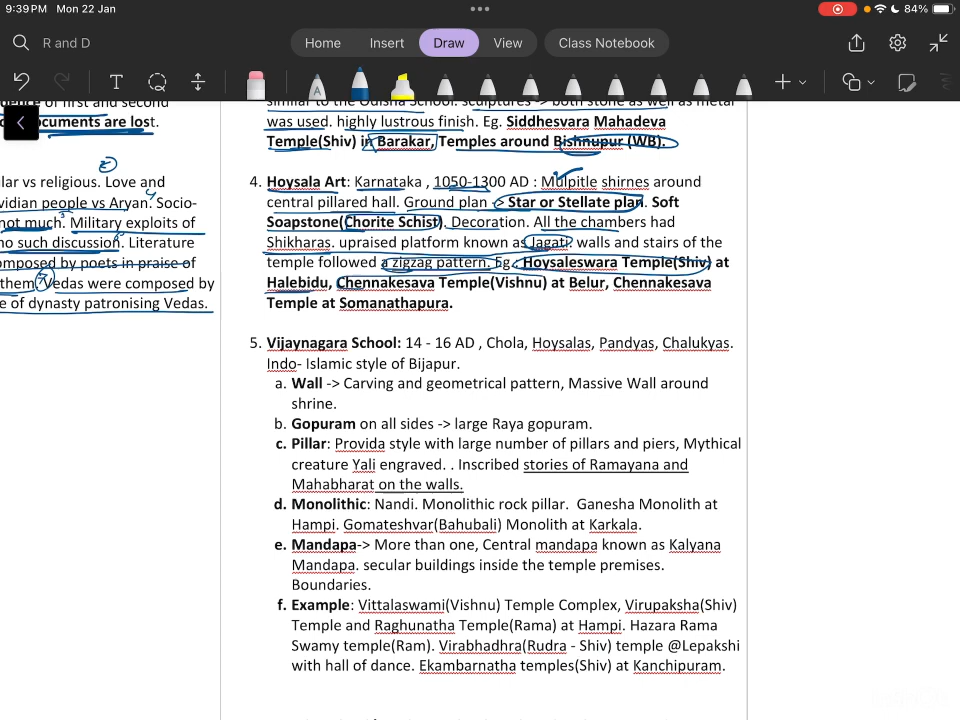 9:39 PM Mon 22 Jan
84%
R and D
Home Insert Draw View Class Notebook
T
A
dence of first and second
ocuments are lost.
lar vs religious. Love and
vidian people vs Aryan. Socio-
not much. Military exploits of
no such discussion. Literature
omposed by poets in praise of
them. Vedas were composed by
e of dynasty patronising Vedas.
similar to the Odisha School. sculptures -> both stone as well as metal
was used. highly lustrous finish. Eg. Siddhesvara Mahadeva
Temple(Shiv) in Barakar, Temples around Bishnupur (WB).
4. Hoysala Art: Karnataka , 1050-1300 AD : Mulpitle shirnes around
central pillared hall. Ground plan -> Star or Stellate plan. Soft
Soapstone(Chorite Schist). Decoration. All the chambers had
Shikharas. upraised platform known as Jagati. walls and stairs of the
temple followed a zigzag pattern. Eg. Hoysaleswara Temple(Shiv) at
Halebidu, Chennakesava Temple(Vishnu) at Belur, Chennakesava
Temple at Somanathapura.
5. Vijaynagara School: 14 - 16 AD , Chola, Hoysalas, Pandyas, Chalukyas.
Indo- Islamic style of Bijapur.
a. Wall -> Carving and geometrical pattern, Massive Wall around
shrine.
b. Gopuram on all sides -> large Raya gopuram.
c. Pillar: Provida style with large number of pillars and piers, Mythical
creature Yali engraved. . Inscribed stories of Ramayana and
Mahabharat on the walls.
d. Monolithic: Nandi. Monolithic rock pillar. Ganesha Monolith at
Hampi. Gomateshvar(Bahubali) Monolith at Karkala.
e. Mandapa-> More than one, Central mandapa known as Kalyana
Mandapa. secular buildings inside the temple premises.
Boundaries.
f. Example: Vittalaswami(Vishnu) Temple Complex, Virupaksha(Shiv)
Temple and Raghunatha Temple(Rama) at Hampi. Hazara Rama
Swamy temple(Ram). Virabhadhra(Rudra - Shiv) temple @Lepakshi
with hall of dance. Ekambarnatha temples(Shiv) at Kanchipuram.